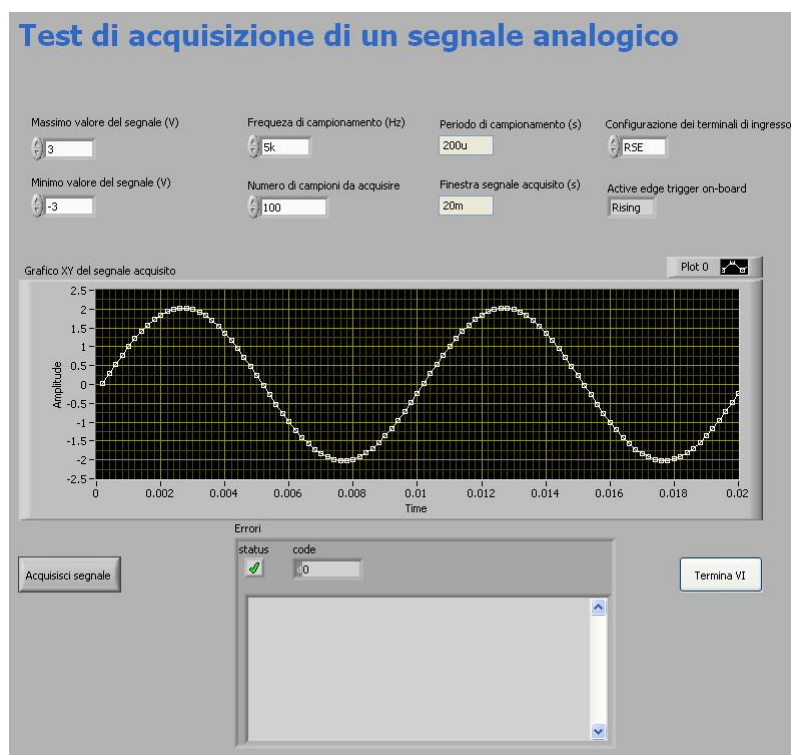 Test di acquisizione di un segnale analogico
Massimo valore del segnale (V)
3
Frequeza di campionamento (Hz)
5k
Periodo di campionamento (s)
200u
Configurazione dei terminali di ingresso
RSE
Minimo valore del segnale (V)
-3
Numero di campioni da acquisire
100
Finestra segnale acquisito (s)
20m
Active edge trigger on-board
Rising
Grafico XY del segnale acquisito
Plot 0
Amplitude
2.5
2
1.5
1
0.5
0
-0.5
-1
-1.5
-2
-2.5
0 0.002 0.004 0.006 0.008 0.01 0.012 0.014 0.016 0.018 0.02
Time
Errori
status code
d0
Acquisisci segnale
Termina VI